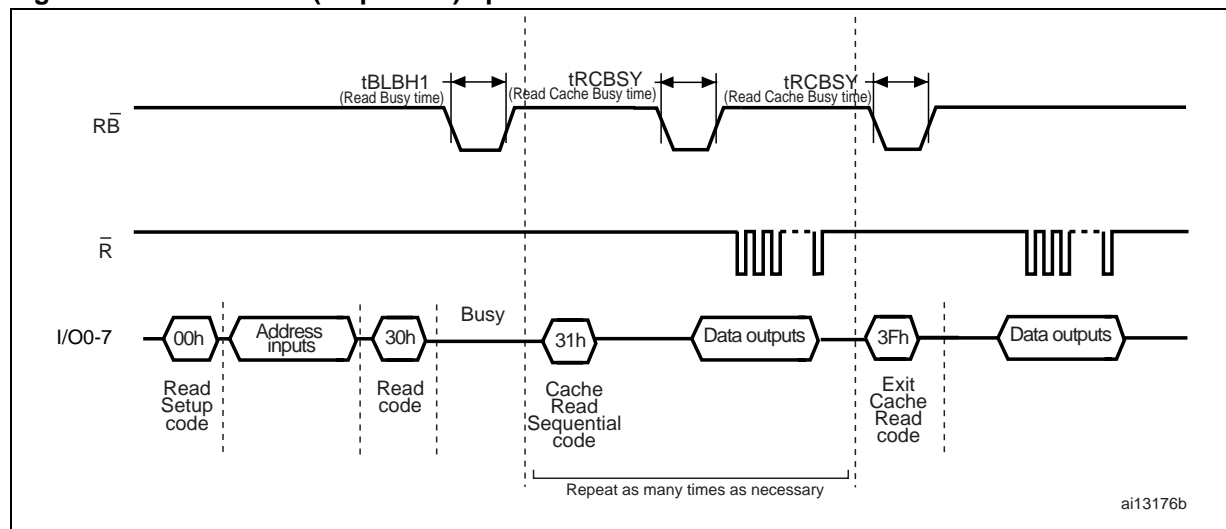 tBLBH1
(Read Busy time)
tRCBSY
(Read Cache Busy time)
tRCBSY
(Read Cache Busy time)
RB̅
R̅
Busy
I/O0-7
00h
Address
inputs
30h
31h
Data outputs
3Fh
Data outputs
Read
Setup
code
Read
code
Cache
Read
Sequential
code
Exit
Cache
Read
code
Repeat as many times as necessary
ai13176b